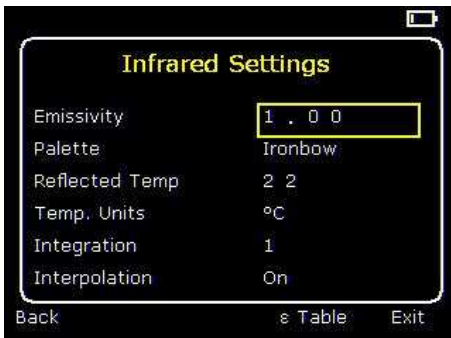 Infrared Settings
Emissivity 1 . 0 0
Palette Ironbow
Reflected Temp 2 2
Temp. Units ºC
Integration 1
Interpolation On
Back ε Table Exit